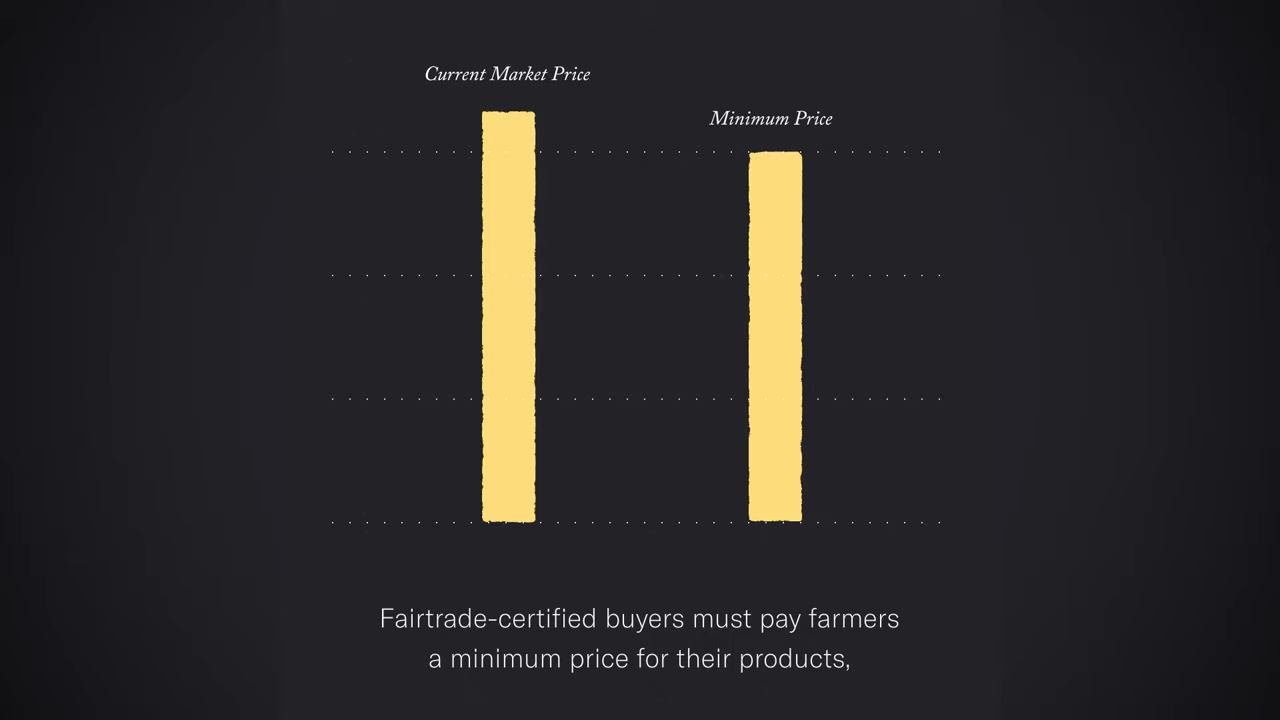 Current Market Price
Minimum Price
Fairtrade-certified buyers must pay farmers
a minimum price for their products,